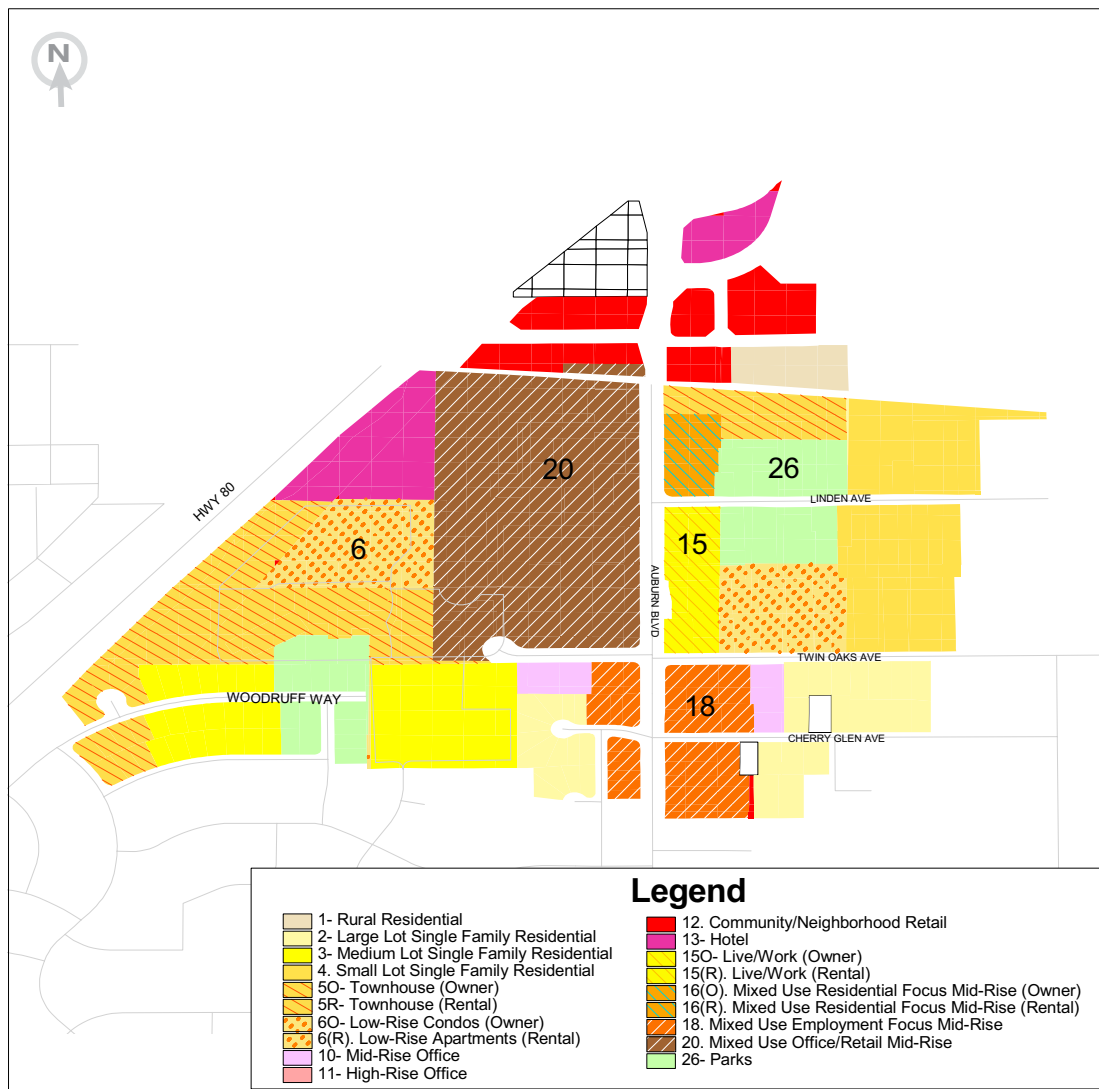 N
20
26
LINDEN AVE
HWY 80
6
15
AUBURN BLVD
TWIN OAKS AVE
WOODRUFF WAY
18
CHERRY GLEN AVE
Legend
1- Rural Residential
2- Large Lot Single Family Residential
3- Medium Lot Single Family Residential
4. Small Lot Single Family Residential
5O- Townhouse (Owner)
5R- Townhouse (Rental)
6O- Low-Rise Condos (Owner)
6(R). Low-Rise Apartments (Rental)
10- Mid-Rise Office
11- High-Rise Office
12. Community/Neighborhood Retail
13- Hotel
15O- Live/Work (Owner)
15(R). Live/Work (Rental)
16(O). Mixed Use Residential Focus Mid-Rise (Owner)
16(R). Mixed Use Residential Focus Mid-Rise (Rental)
18. Mixed Use Employment Focus Mid-Rise
20. Mixed Use Office/Retail Mid-Rise
26- Parks